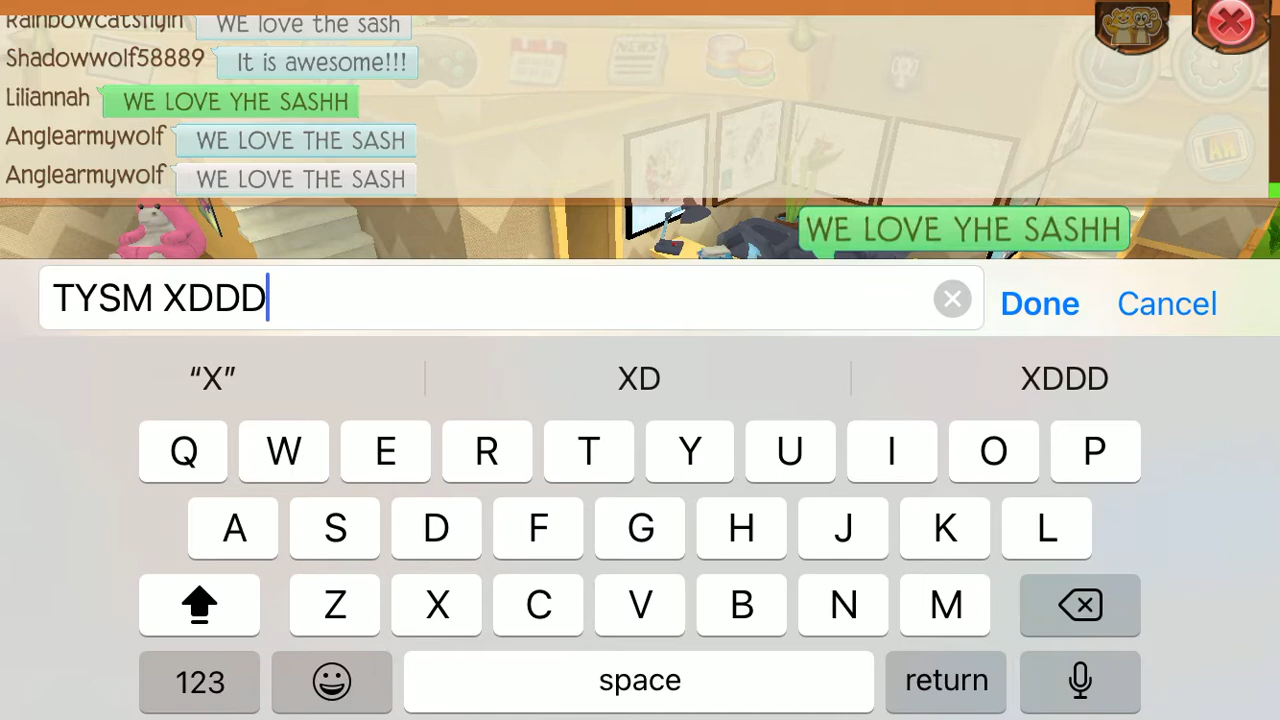 Rainbowcatsflyin WE love the sash
Shadowwolf58889 It is awesome!!!
NEWS
Liliannah WE LOVE YHE SASHH
Anglearmywolf WE LOVE THE SASH
Anglearmywolf WE LOVE THE SASH
WE LOVE YHE SASHH
TYSM XDDD
Done Cancel
“X” XD XDDD
Q W E R T Y U I O P
A S D F G H J K L
Z X C V B N M
123 space return